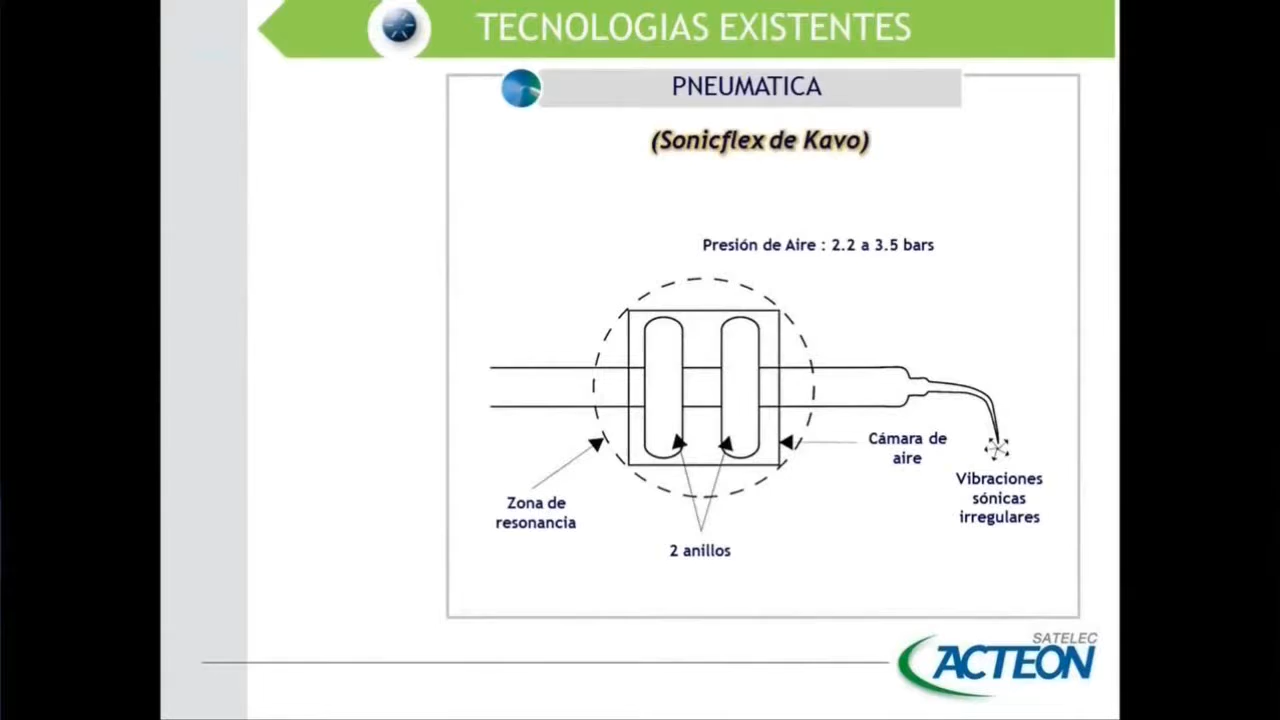 TECNOLOGIAS EXISTENTES
PNEUMATICA
(Sonicflex de Kavo)
Presión de Aire : 2.2 a 3.5 bars
Cámara de
aire
Vibraciones
sónicas
irregulares
Zona de
resonancia
2 anillos
SATELEC
ACTEON